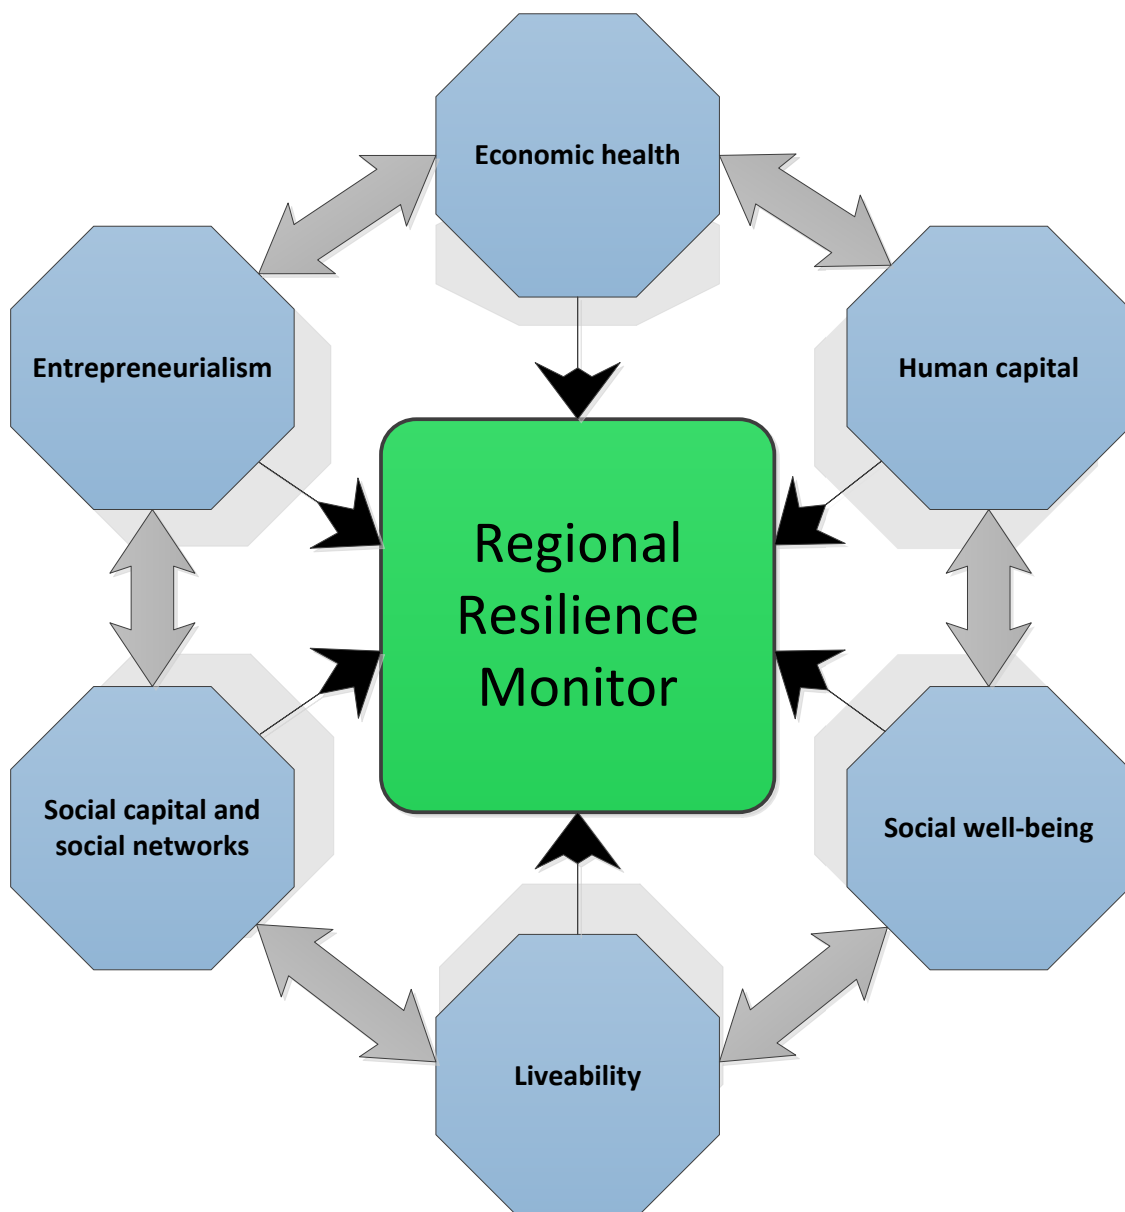 Economic health
Entrepreneurialism
Human capital
Regional
Resilience
Monitor
Social capital and
social networks
Social well-being
Liveability